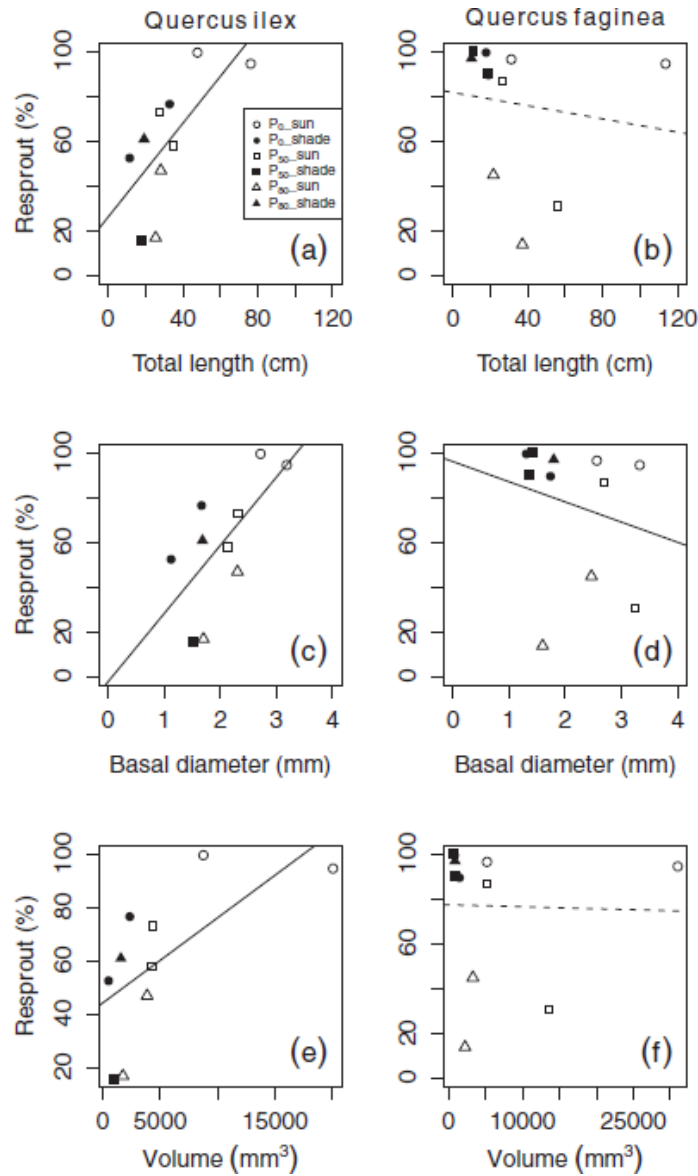 Quercus ilex
Quercus faginea
Resprout (%)
100
60
20
0
P₀_sun
P₀_shade
P₅₀_sun
P₅₀_shade
P₈₀_sun
P₈₀_shade
(a)
0 40 80 120
Total length (cm)
100
60
20
0
(b)
0 40 80 120
Total length (cm)
Resprout (%)
100
60
20
0
(c)
0 1 2 3 4
Basal diameter (mm)
100
60
20
0
(d)
0 1 2 3 4
Basal diameter (mm)
Resprout (%)
100
80
60
40
20
(e)
0 5000 15000
Volume (mm³)
100
60
20
0
(f)
0 10000 25000
Volume (mm³)